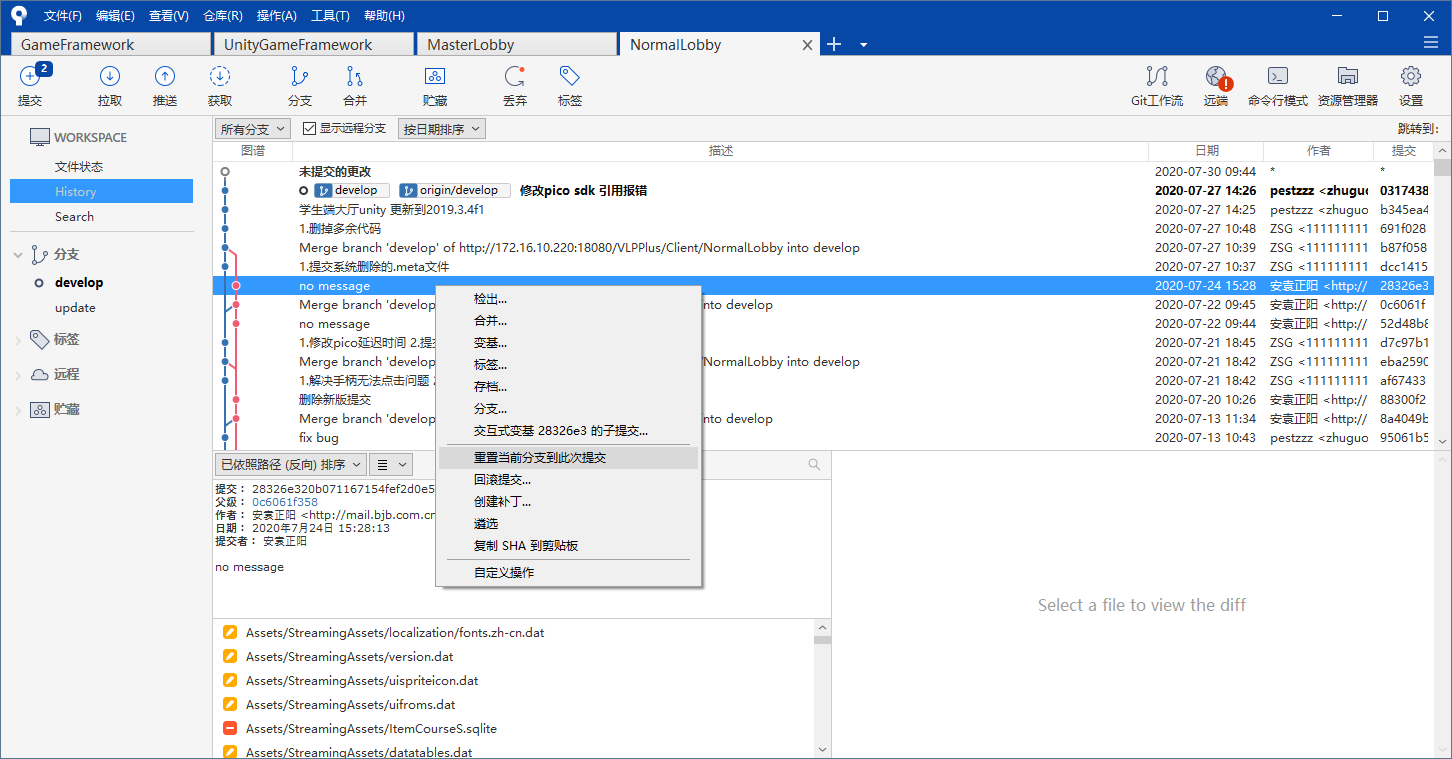 文件(F) 编辑(E) 查看(V) 仓库(R) 操作(A) 工具(T) 帮助(H)
GameFramework UnityGameFramework MasterLobby NormalLobby
2
提交 拉取 推送 获取 分支 合并 贮藏 丢弃 标签 Git工作流 远端 命令行模式 资源管理器 设置
WORKSPACE
文件状态
History
Search
分支
develop
update
标签
远程
贮藏
所有分支 显示远程分支 按日期排序 跳转到:
图谱 描述 日期 作者 提交
未提交的更改 2020-07-30 09:44 * *
develop origin/develop 修改pico sdk 引用报错 2020-07-27 14:26 pestzzz <zhuguo 0317438
学生端大厅unity 更新到2019.3.4f1 2020-07-27 14:25 pestzzz <zhuguo b345ea4
1.删掉多余代码 2020-07-27 10:48 ZSG <111111111 691f028
Merge branch 'develop' of http://172.16.10.220:18080/VLPPlus/Client/NormalLobby into develop 2020-07-27 10:39 ZSG <111111111 b87f058
1.提交系统删除的.meta文件 2020-07-27 10:37 ZSG <111111111 dcc1415
no message 2020-07-24 15:28 安袁正阳 <http:// 28326e3
Merge branch 'develop into develop 2020-07-22 09:45 安袁正阳 <http:// 0c6061f
no message 2020-07-22 09:44 安袁正阳 <http:// 52d48b8
1.修改pico延迟时间 2.提交 2020-07-21 18:45 ZSG <111111111 d7c97b1
Merge branch 'develop /NormalLobby into develop 2020-07-21 18:42 ZSG <111111111 eba2590
1.解决手柄无法点击问题 2020-07-21 18:42 ZSG <111111111 af67433
删除新版提交 2020-07-20 10:26 安袁正阳 <http:// 88300f2
Merge branch 'develop into develop 2020-07-13 11:34 安袁正阳 <http:// 8a4049b
fix bug 2020-07-13 10:43 pestzzz <zhuguo 95061b5
检出...
合并...
变基...
标签...
存档...
分支...
交互式变基 28326e3 的子提交...
重置当前分支到此次提交
回滚提交...
创建补丁...
遴选
复制 SHA 到剪贴板
自定义操作
已依照路径 (反向) 排序
提交： 28326e320b071167154fef2d0e5
父级： 0c6061f358
作者： 安袁正阳 <http://mail.bjb.com.cn
日期： 2020年7月24日 15:28:13
提交者： 安袁正阳
no message
Select a file to view the diff
Assets/StreamingAssets/localization/fonts.zh-cn.dat
Assets/StreamingAssets/version.dat
Assets/StreamingAssets/uispriteicon.dat
Assets/StreamingAssets/uifroms.dat
Assets/StreamingAssets/ItemCourseS.sqlite
Assets/StreamingAssets/datatables.dat